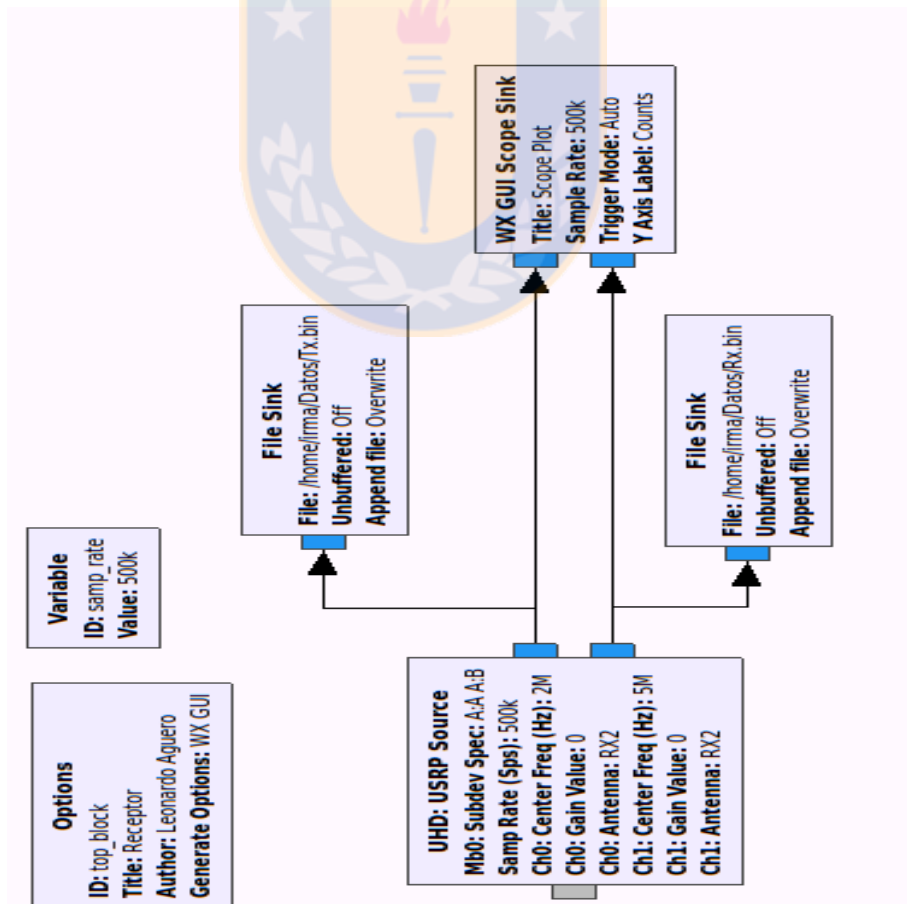 Options
ID: top_block
Title: Receptor
Author: Leonardo Aguero
Generate Options: WX GUI
Variable
ID: samp_rate
Value: 500k
UHD: USRP Source
Mb0: Subdev Spec: A:A A:B
Samp Rate (Sps): 500k
Ch0: Center Freq (Hz): 2M
Ch0: Gain Value: 0
Ch0: Antenna: RX2
Ch1: Center Freq (Hz): 5M
Ch1: Gain Value: 0
Ch1: Antenna: RX2
File Sink
File: /home/irma/Datos/Tx.bin
Unbuffered: Off
Append file: Overwrite
File Sink
File: /home/irma/Datos/Rx.bin
Unbuffered: Off
Append file: Overwrite
WX GUI Scope Sink
Title: Scope Plot
Sample Rate: 500k
Trigger Mode: Auto
Y Axis Label: Counts